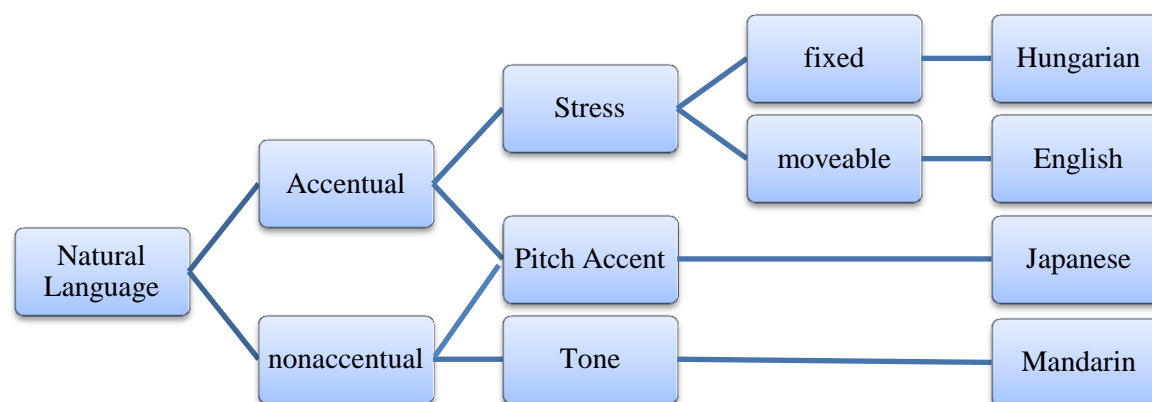 fixed
Hungarian
Stress
moveable
English
Accentual
Natural
Language
Pitch Accent
Japanese
nonaccentual
Tone
Mandarin